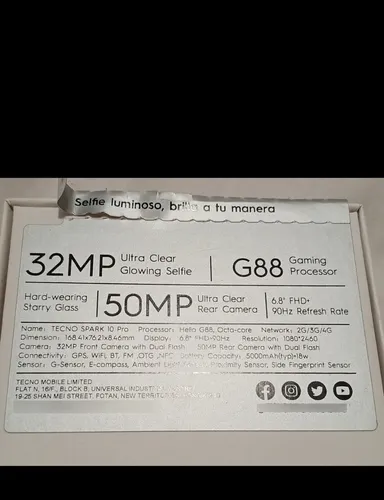 Selfie luminoso, brilla a tu manera
32MP Ultra Clear Glowing Selfie | G88 Gaming Processor
Hard-wearing Starry Glass | 50MP Ultra Clear Rear Camera | 6.8" FHD+ 90Hz Refresh Rate
Name: TECNO SPARK 10 Pro Processor: Helio G88, Octa-core Network: 2G/3G/4G
Dimension: 168.41x76.21x8.46mm Display: 6.8" FHD+90Hz Resolution: 1080*2460
Camera: 32MP Front Camera with Dual Flash 50MP Rear Camera with Dual Flash
Connectivity: GPS, WiFi, BT, FM ,OTG ,NFC Battery Capacity: 5000mAh(typ)+18w
Sensor: G-Sensor, E-compass, Ambient Light Sensor, Proximity Sensor, Side Fingerprint Sensor
TECNO MOBILE LIMITED
FLAT N, 16/F., BLOCK B, UNIVERSAL
19-25 SHAN MEI STREET, FOTAN, NEW